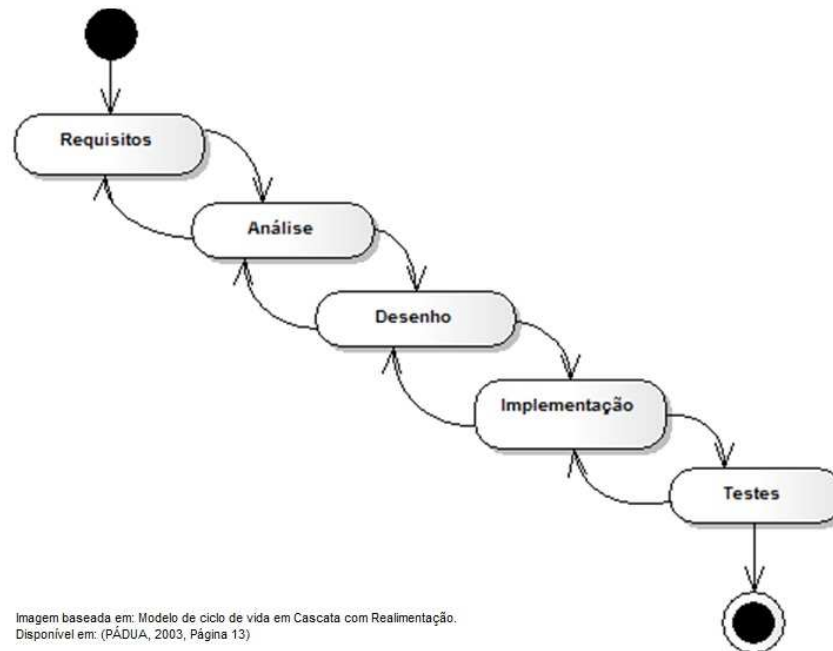 Requisitos
Análise
Desenho
Implementação
Testes
Imagem baseada em: Modelo de ciclo de vida em Cascata com Realimentação.
Disponível em: (PÁDUA, 2003, Página 13)